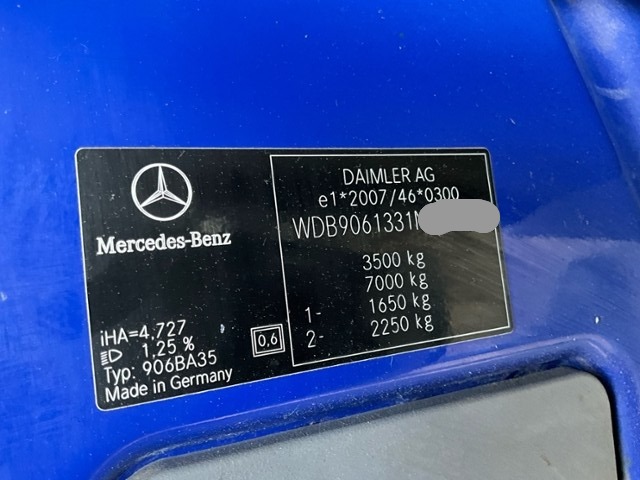 Mercedes-Benz
iHA=4,727
1,25 %
Typ: 906BA35
Made in Germany
0,6
DAIMLER AG
e1*2007/46*0300
WDB9061331N
3500 kg
7000 kg
1- 1650 kg
2- 2250 kg